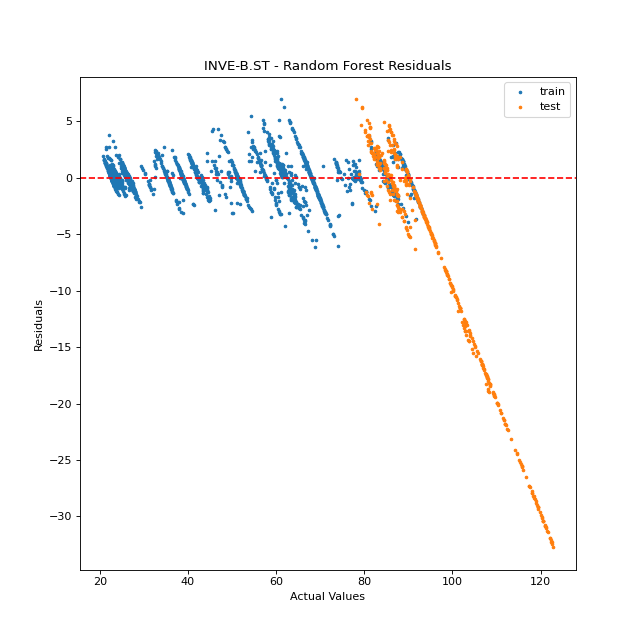 INVE-B.ST - Random Forest Residuals
train
test
5
0
−5
−10
−15
−20
−25
−30
Residuals
20 40 60 80 100 120
Actual Values